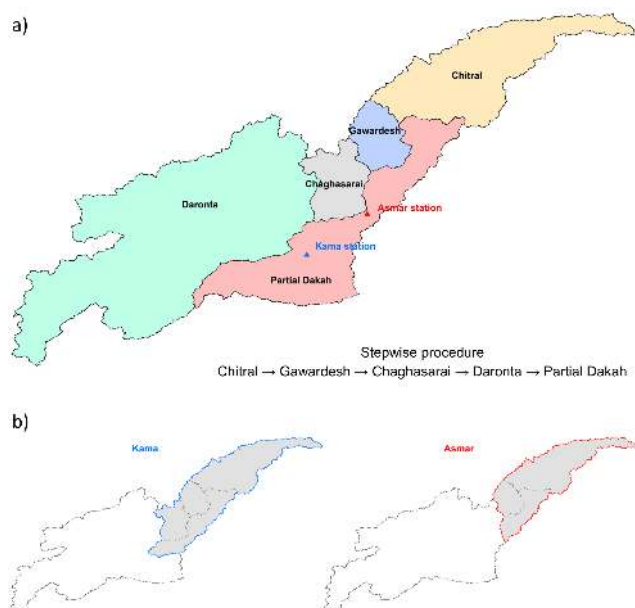 a)
Chitral
Gawardesh
Chaghasarai
Daronta
Asmar station
Kama station
Partial Dakah
Stepwise procedure
Chitral → Gawardesh → Chaghasarai → Daronta → Partial Dakah
b)
Kama
Asmar